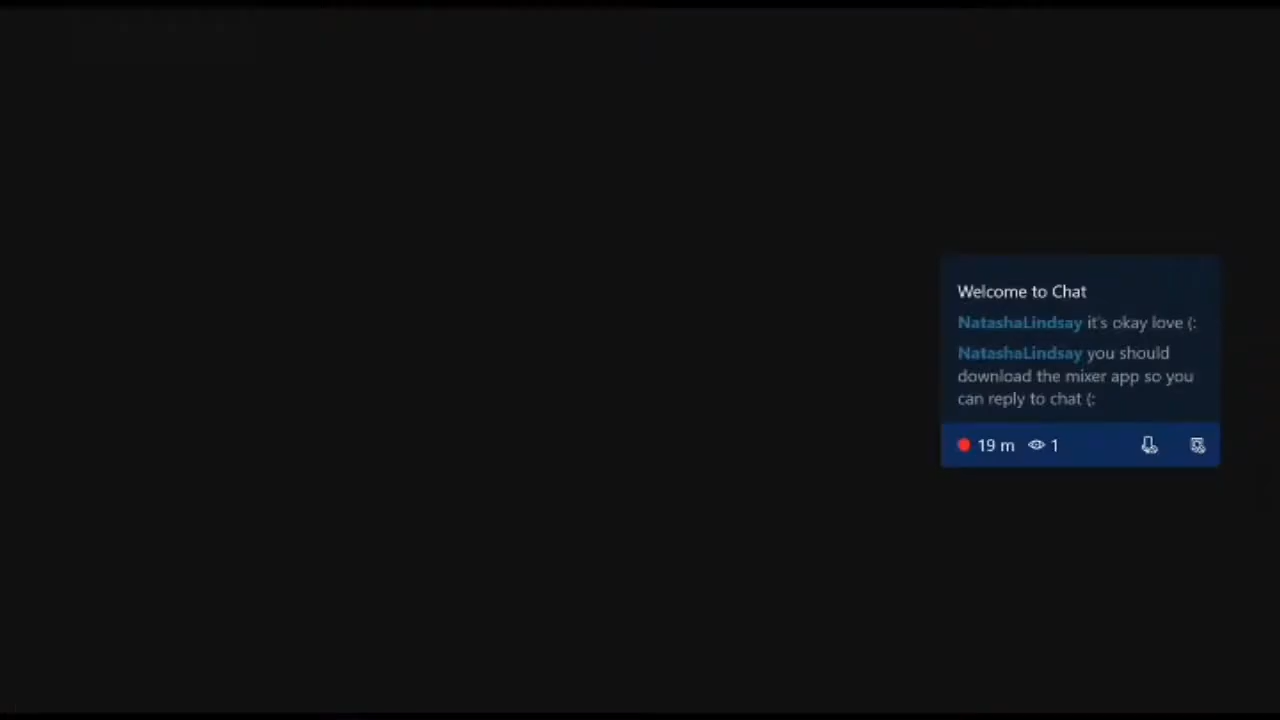 Welcome to Chat
NatashaLindsay it's okay love (:
NatashaLindsay you should
download the mixer app so you
can reply to chat (:
19 m 1